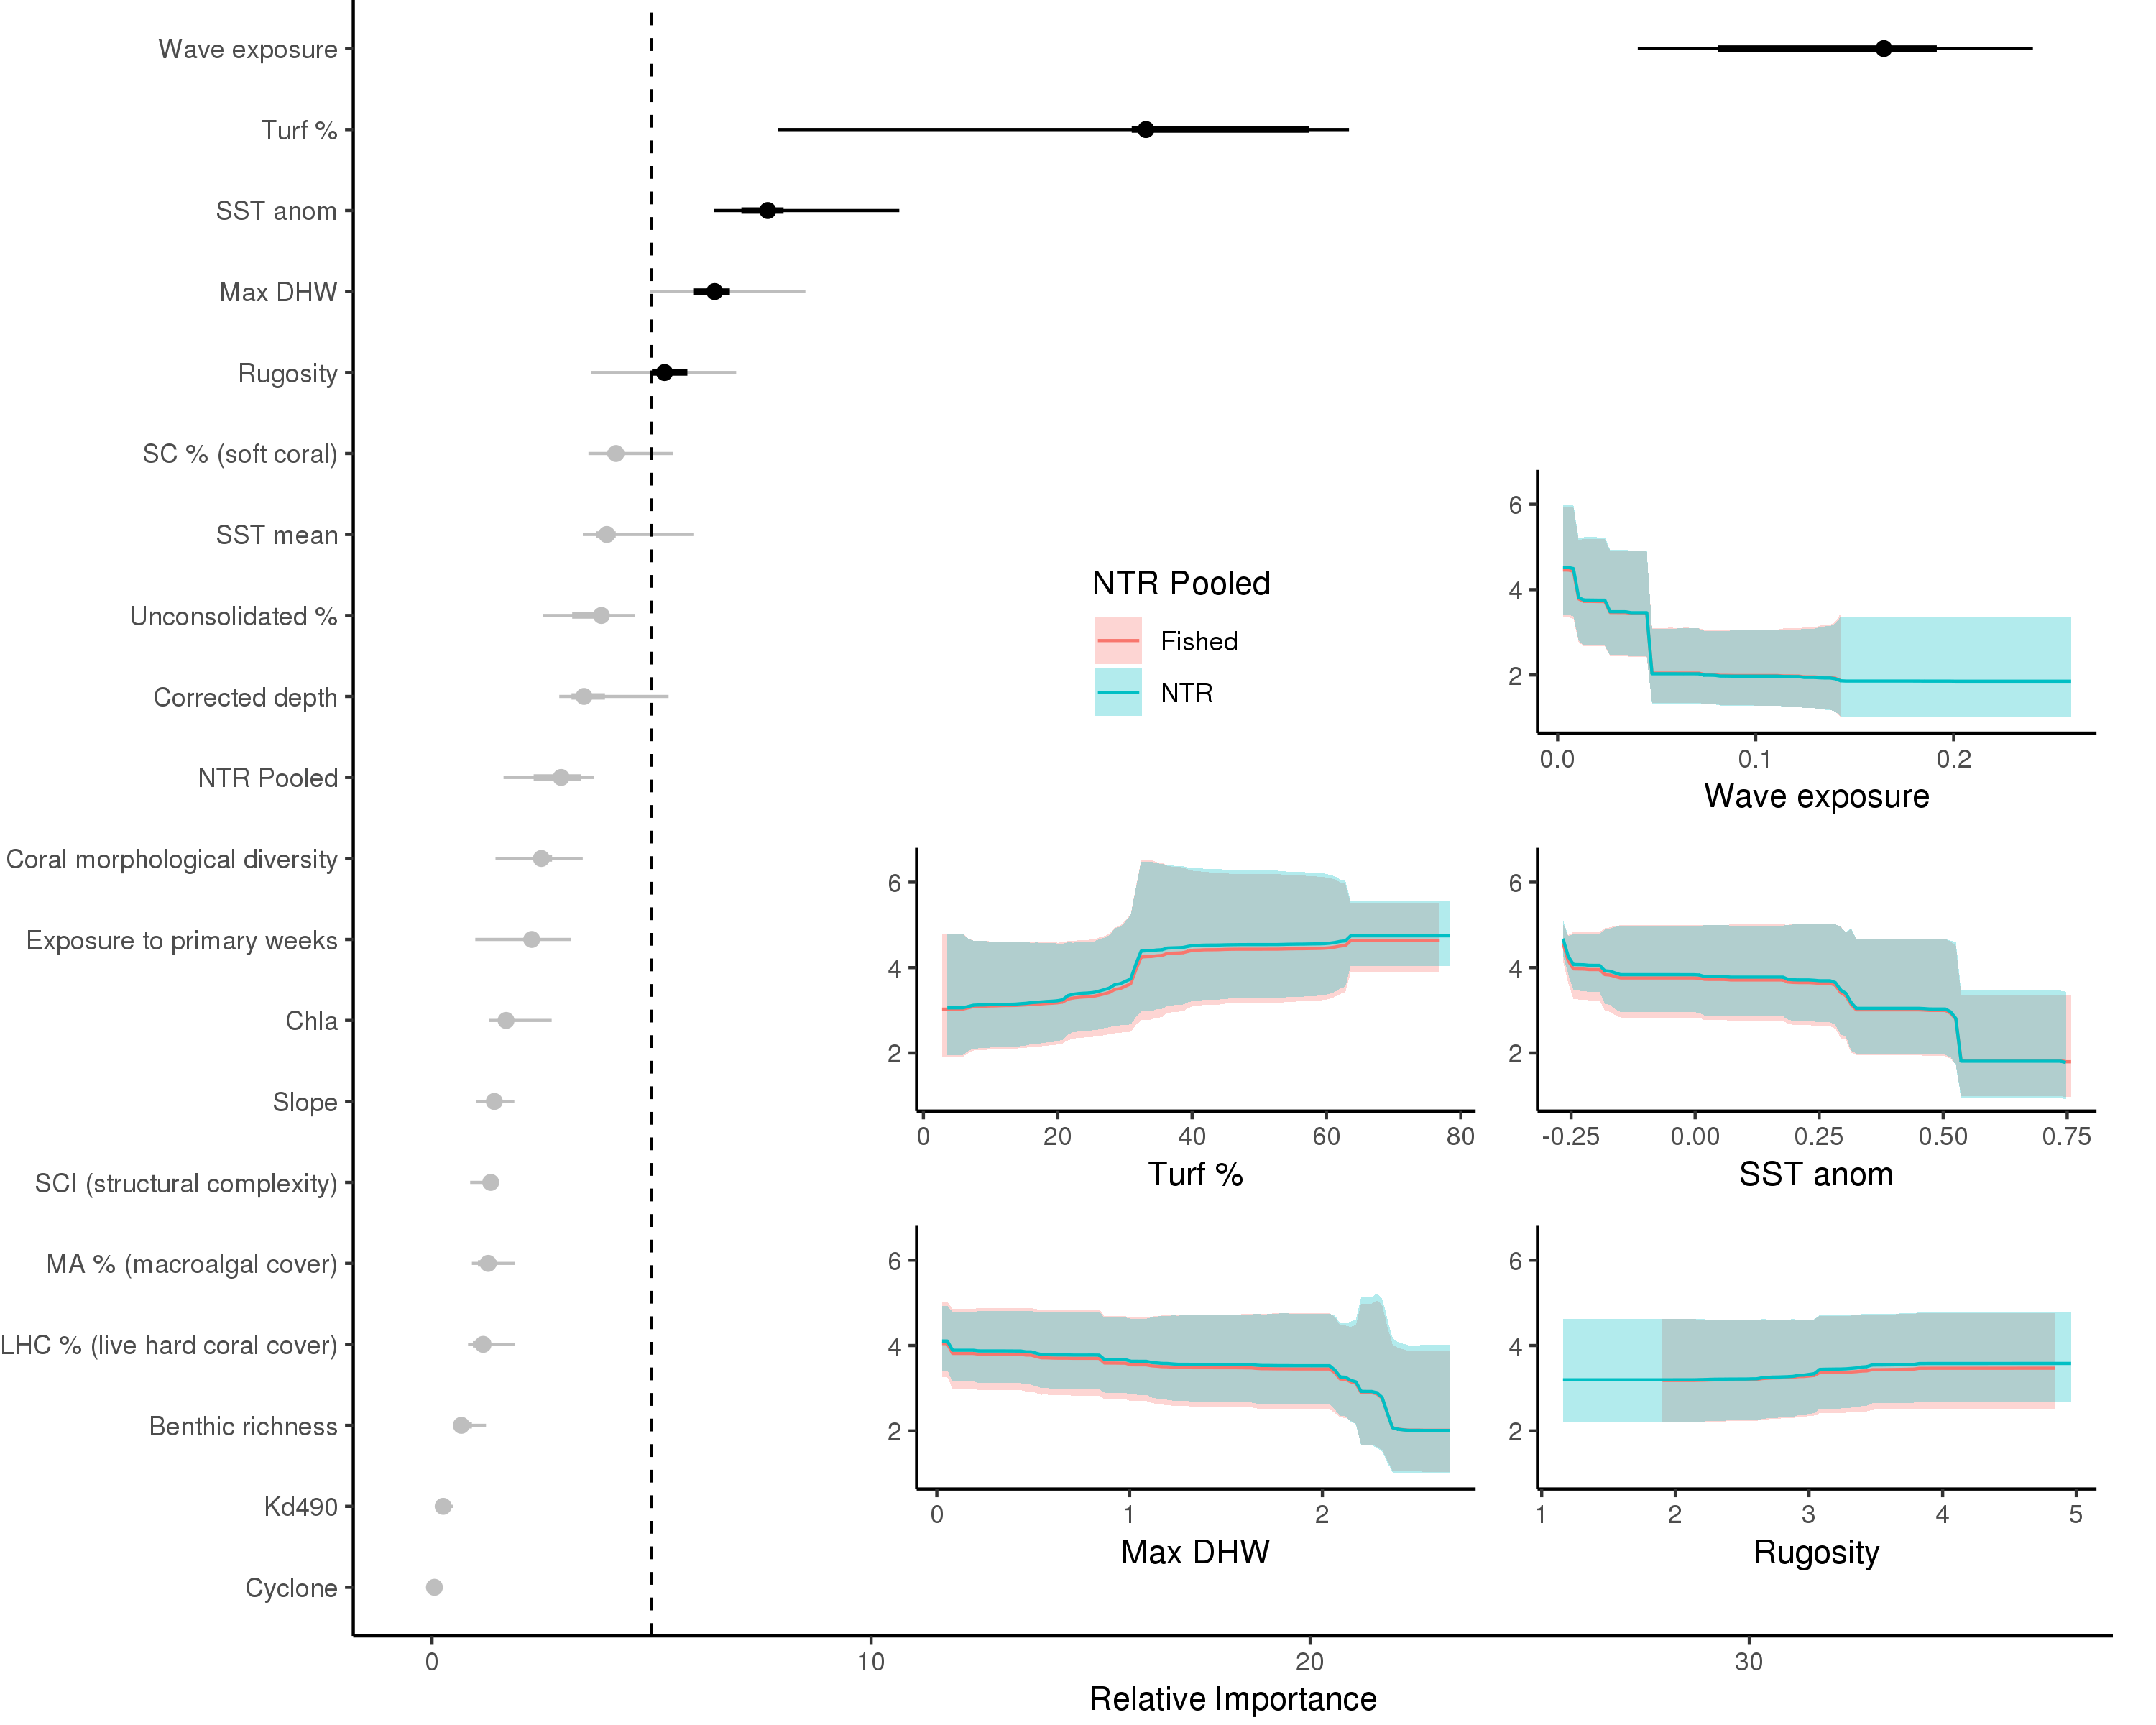 Wave exposure
Turf %
SST anom
Max DHW
Rugosity
SC % (soft coral)
SST mean
Unconsolidated %
Corrected depth
NTR Pooled
Coral morphological diversity
Exposure to primary weeks
Chla
Slope
SCI (structural complexity)
MA % (macroalgal cover)
LHC % (live hard coral cover)
Benthic richness
Kd490
Cyclone
0 10 20 30
Relative Importance
NTR Pooled
Fished
NTR
6
4
2
0.0 0.1 0.2
Wave exposure
6
4
2
0 20 40 60 80
Turf %
6
4
2
-0.25 0.00 0.25 0.50 0.75
SST anom
6
4
2
0 1 2
Max DHW
6
4
2
1 2 3 4 5
Rugosity